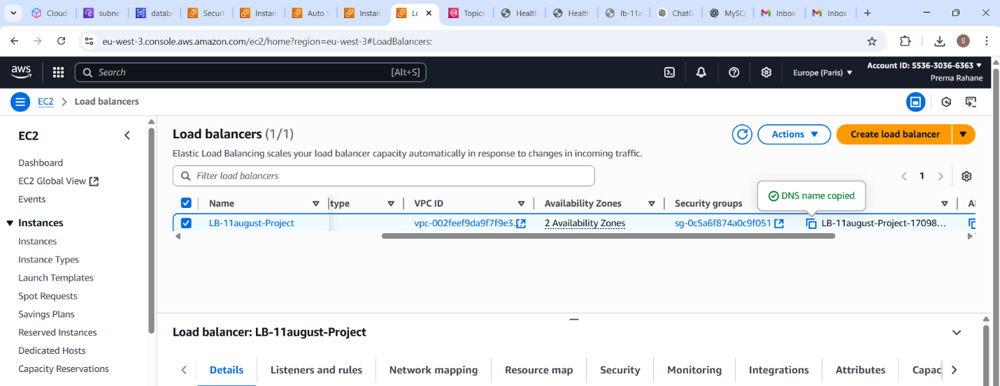 Cloud subne datab Securi Instan Auto S Instan Lo Topics Health Health lb-11a ChatG MySQ Inbox Inbox
eu-west-3.console.aws.amazon.com/ec2/home?region=eu-west-3#LoadBalancers:
S
aws Search [Alt+S] Europe (Paris) Account ID: 5536-3036-6363
Prerna Rahane
EC2 Load balancers
EC2
Dashboard
EC2 Global View
Events
Instances
Instances
Instance Types
Launch Templates
Spot Requests
Savings Plans
Reserved Instances
Dedicated Hosts
Capacity Reservations
Load balancers (1/1)
Actions Create load balancer
Elastic Load Balancing scales your load balancer capacity automatically in response to changes in incoming traffic.
Filter load balancers
1
DNS name copied
Name type VPC ID Availability Zones Security groups Al
LB-11august-Project vpc-002feef9da9f7f9e3... 2 Availability Zones sg-0c5a6f874a0c9f051 LB-11august-Project-17098...
Load balancer: LB-11august-Project
Details Listeners and rules Network mapping Resource map Security Monitoring Integrations Attributes Capac